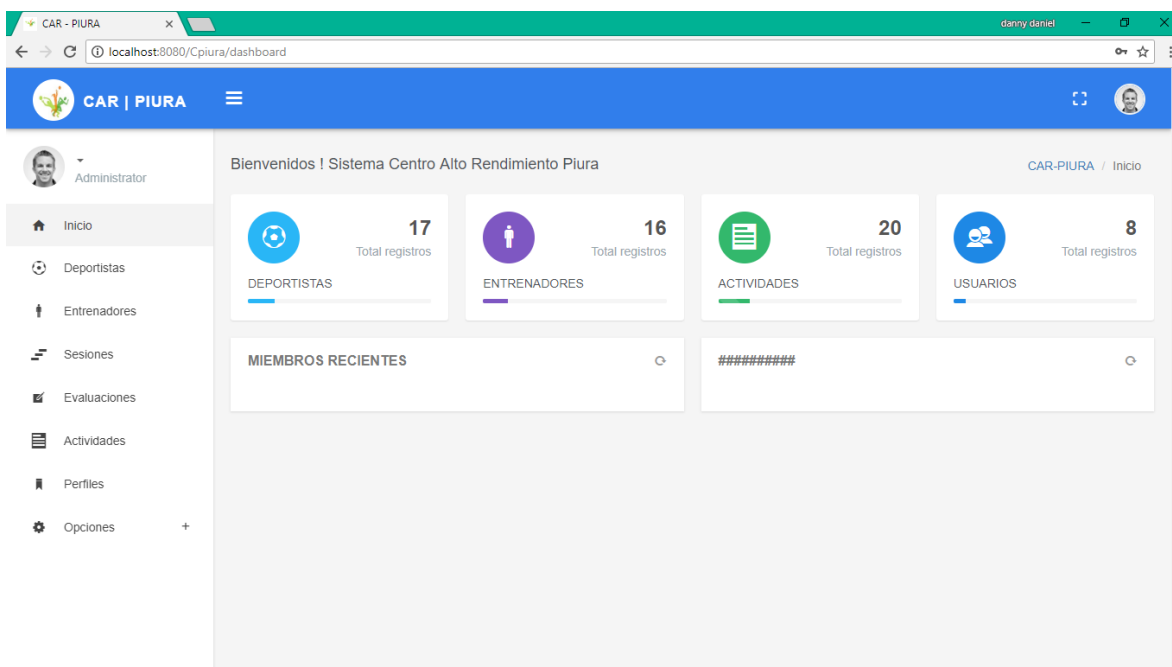 CAR - PIURA
danny daniel
localhost:8080/Cpiura/dashboard
CAR | PIURA
Administrator
Inicio
Deportistas
Entrenadores
Sesiones
Evaluaciones
Actividades
Perfiles
Opciones +
Bienvenidos ! Sistema Centro Alto Rendimiento Piura
CAR-PIURA / Inicio
17
Total registros
DEPORTISTAS
16
Total registros
ENTRENADORES
20
Total registros
ACTIVIDADES
8
Total registros
USUARIOS
MIEMBROS RECIENTES
##########